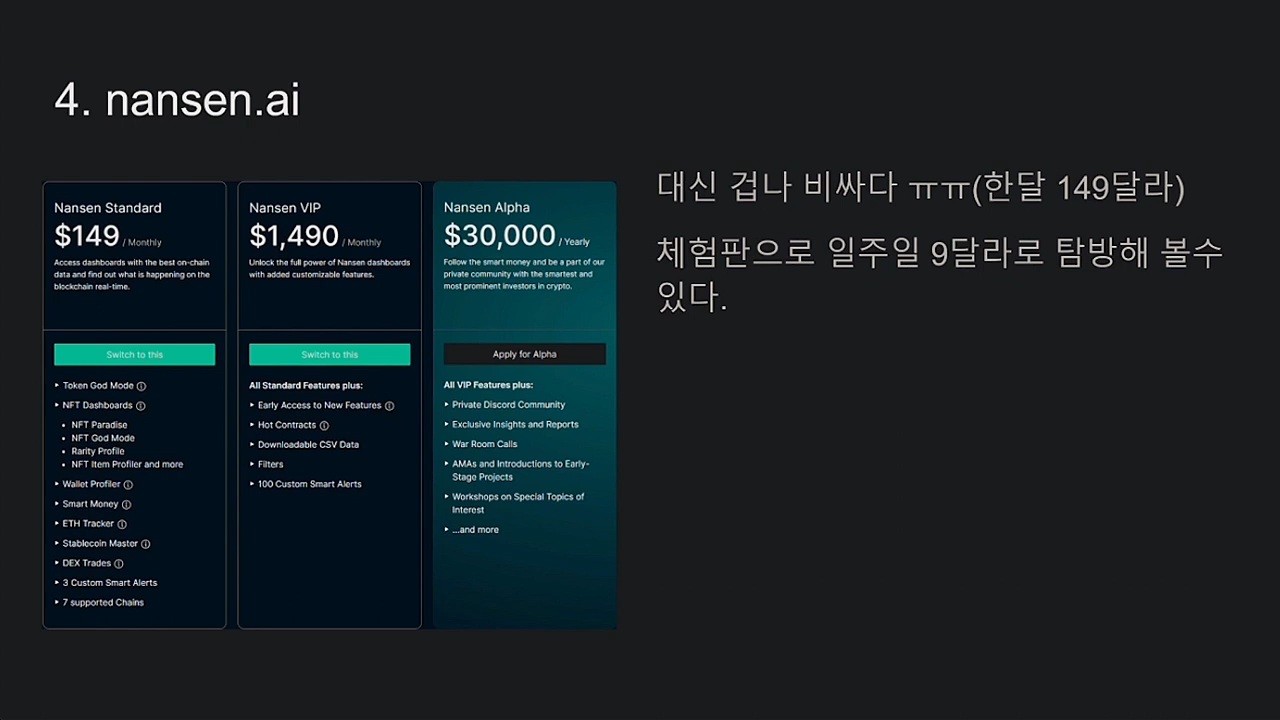 4. nansen.ai
Nansen Standard
$149 / Monthly
Access dashboards with the best on-chain
data and find out what is happening on the
blockchain real-time.
Switch to this
‣ Token God Mode ⓘ
‣ NFT Dashboards ⓘ
• NFT Paradise
• NFT God Mode
• Rarity Profile
• NFT Item Profiler and more
‣ Wallet Profiler ⓘ
‣ Smart Money ⓘ
‣ ETH Tracker ⓘ
‣ Stablecoin Master ⓘ
‣ DEX Trades ⓘ
‣ 3 Custom Smart Alerts
‣ 7 supported Chains
Nansen VIP
$1,490 / Monthly
Unlock the full power of Nansen dashboards
with added customizable features.
Switch to this
All Standard Features plus:
‣ Early Access to New Features ⓘ
‣ Hot Contracts ⓘ
‣ Downloadable CSV Data
‣ Filters
‣ 100 Custom Smart Alerts
Nansen Alpha
$30,000 / Yearly
Follow the smart money and be a part of our
private community with the smartest and
most prominent investors in crypto.
Apply for Alpha
All VIP Features plus:
‣ Private Discord Community
‣ Exclusive Insights and Reports
‣ War Room Calls
‣ AMAs and Introductions to Early-
Stage Projects
‣ Workshops on Special Topics of
Interest
‣ ...and more
대신 겁나 비싸다 ㅠㅠ(한달 149달라)
체험판으로 일주일 9달라로 탐방해 볼수
있다.